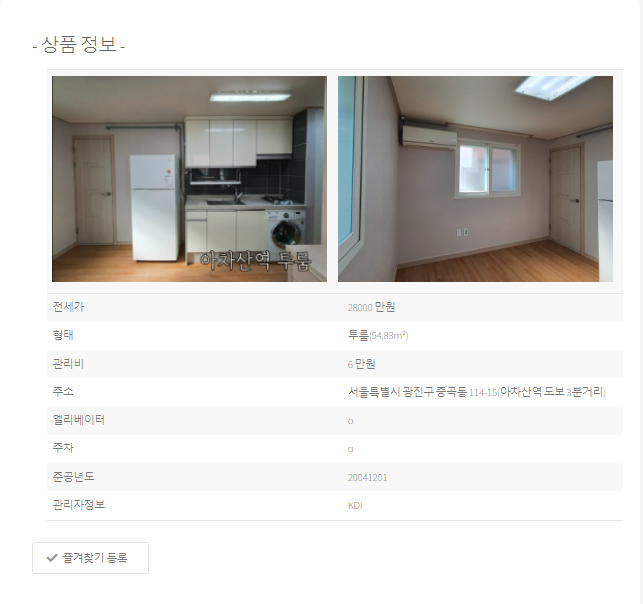 - 상품 정보 -
아차산역 투룸
전세가 28000 만원
형태 투룸(54.83m²)
관리비 6 만원
주소 서울특별시 광진구 중곡동 114-15(아차산역 도보 3분거리)
엘리베이터 o
주차 o
준공년도 20041201
관리자정보 KDI
즐겨찾기 등록